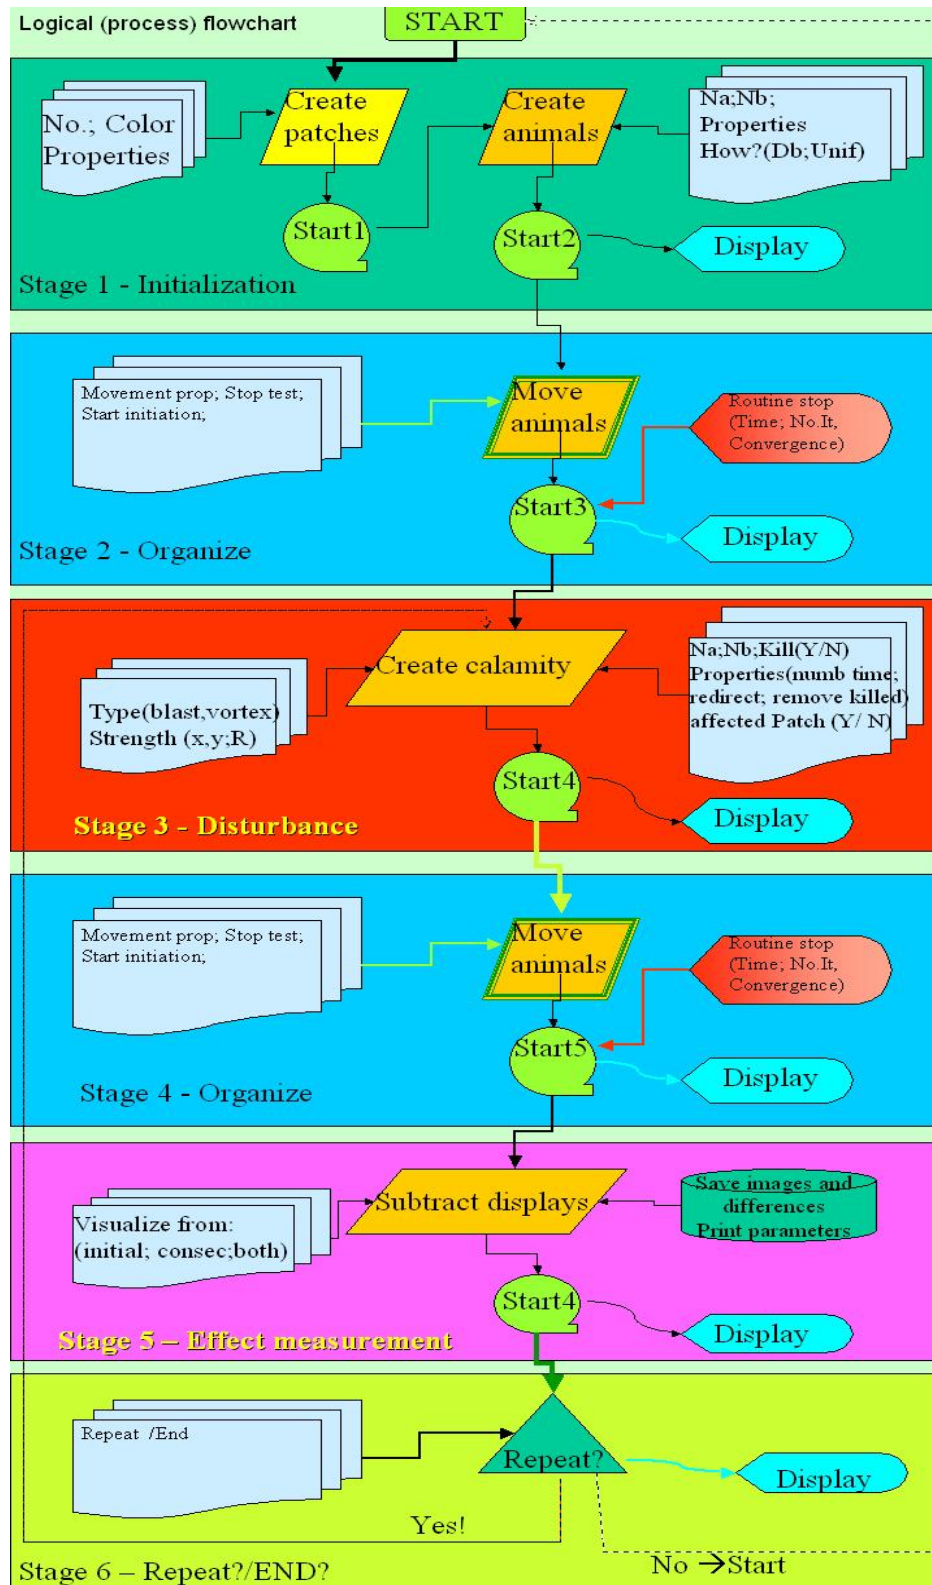 Logical (process) flowchart
START
No.; Color
Properties
Create
patches
Create
animals
Na;Nb;
Properties
How?(Db;Unif)
Start1
Start2
Display
Stage 1 - Initialization
Movement prop; Stop test;
Start initiation;
Move
animals
Routine stop
(Time; No.It,
Convergence)
Start3
Display
Stage 2 - Organize
Create calamity
Na;Nb;Kill(Y/N)
Properties(numb time;
redirect; remove killed)
affected Patch (Y/ N)
Type(blast,vortex)
Strength (x,y;R)
Start4
Display
Stage 3 - Disturbance
Movement prop; Stop test;
Start initiation;
Move
animals
Routine stop
(Time; No.It,
Convergence)
Start5
Display
Stage 4 - Organize
Subtract displays
Save images and
differences
Print parameters
Visualize from:
(initial; consec;both)
Start4
Display
Stage 5 – Effect measurement
Repeat /End
Repeat?
Display
Yes!
No →Start
Stage 6 – Repeat?/END?